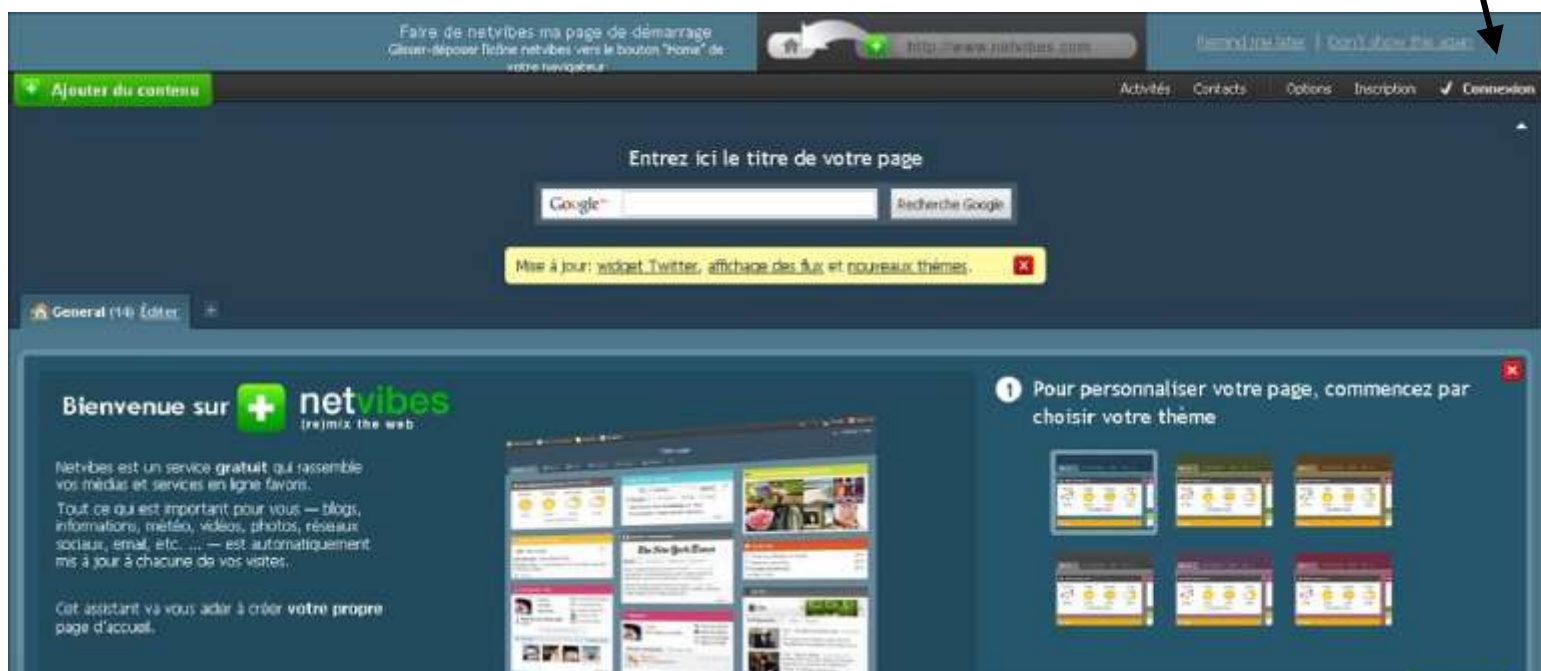 Faire de netvibes ma page de démarrage
Glisser-déposer l'icône netvibes vers le bouton "Home" de
votre navigateur
http://www.netvibes.com
Remind me later | Don't show this again
Ajouter du contenu
Activités Contacts Options Inscription Connexion
Entrez ici le titre de votre page
Google
Recherche Google
Mise à jour: widget Twitter, affichage des flux et nouveaux thèmes.
General (14) Éditer
Bienvenue sur netvibes
(re)mix the web
Netvibes est un service gratuit qui rassemble
vos médias et services en ligne favoris.
Tout ce qui est important pour vous — blogs,
informations, météo, vidéos, photos, réseaux
sociaux, email, etc. ... — est automatiquement
mis à jour à chacune de vos visites.
Cet assistant va vous aider à créer votre propre
page d'accueil.
The New York Times
1 Pour personnaliser votre page, commencez par
choisir votre thème